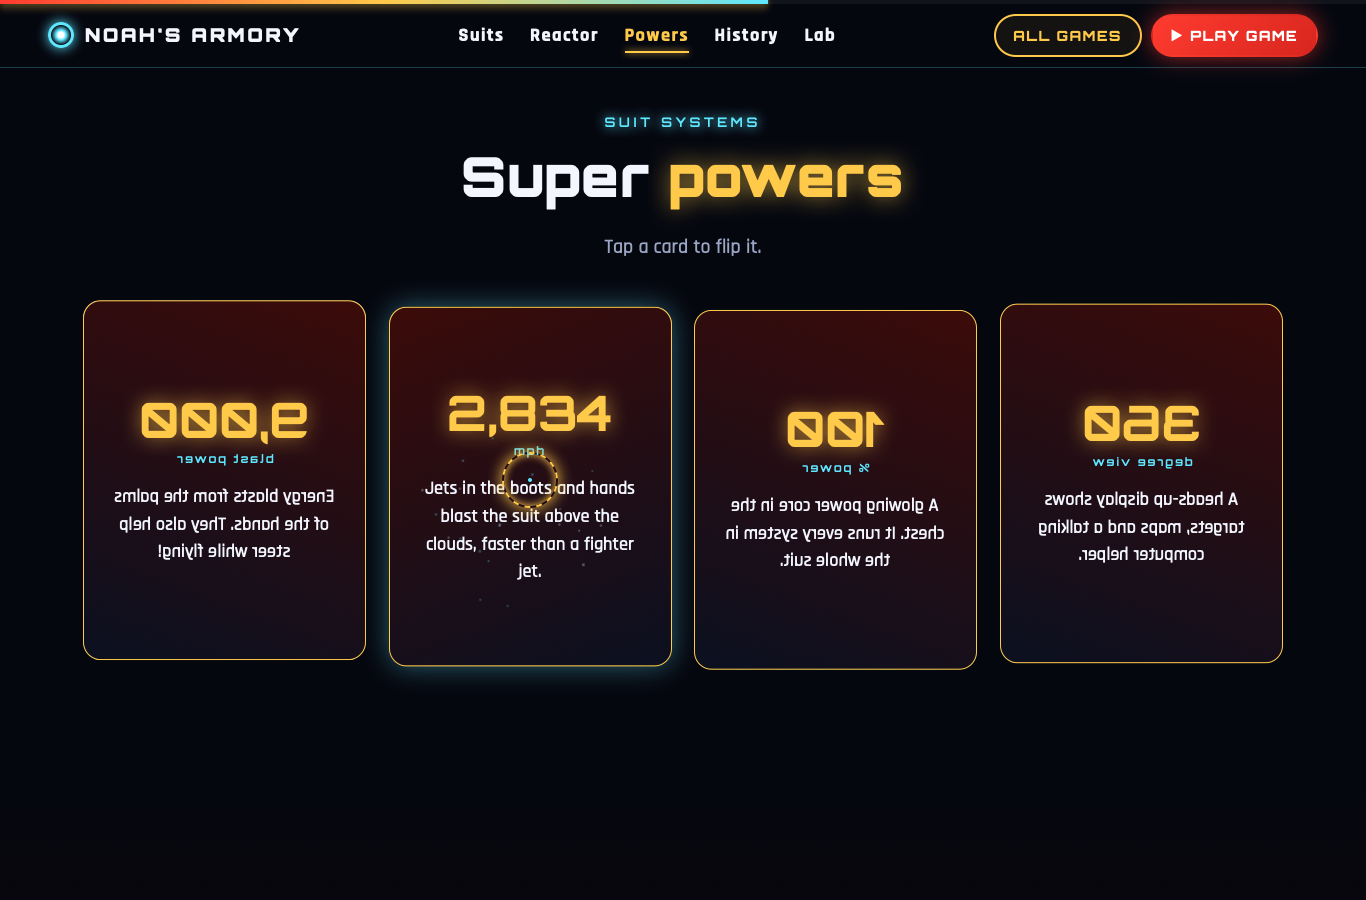 NOAH'S ARMORY
Suits
Reactor
Powers
History
Lab
ALL GAMES
▶ PLAY GAME
SUIT SYSTEMS
Super powers
Tap a card to flip it.
9,000
blast power
Energy blasts from the palms
of the hands. They also help
steer while flying!
2,834
mph
Jets in the boots and hands
blast the suit above the
clouds, faster than a fighter
jet.
100
% power
A glowing power core in the
chest. It runs every system in
the whole suit.
360
degree view
A heads-up display shows
targets, maps and a talking
computer helper.